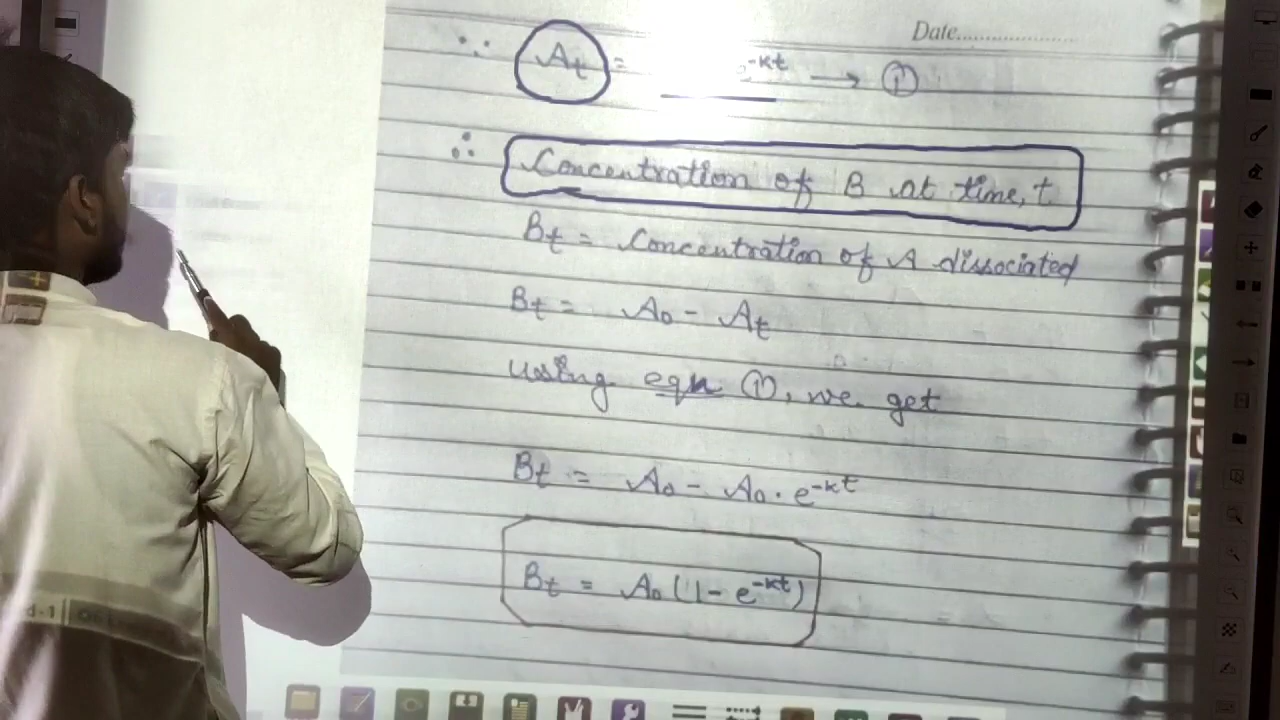 Date....................
∴ At = e^-kt → ①
∴ Concentration of B at time, t
Bt = Concentration of A dissociated
Bt = A₀ - At
using eqn ①, we get
Bt = A₀ - A₀ · e^-kt
Bt = A₀ (1 - e^-kt)